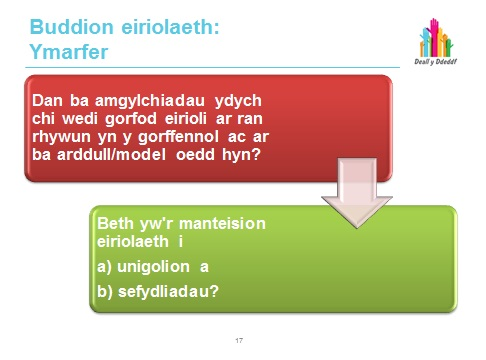 Buddion eiriolaeth:
Ymarfer
Deall y Ddeddf
Dan ba amgylchiadau ydych
chi wedi gorfod eirioli ar ran
rhywun yn y gorffennol ac ar
ba arddull/model oedd hyn?
Beth yw'r manteision
eiriolaeth i
a) unigolion a
b) sefydliadau?
17